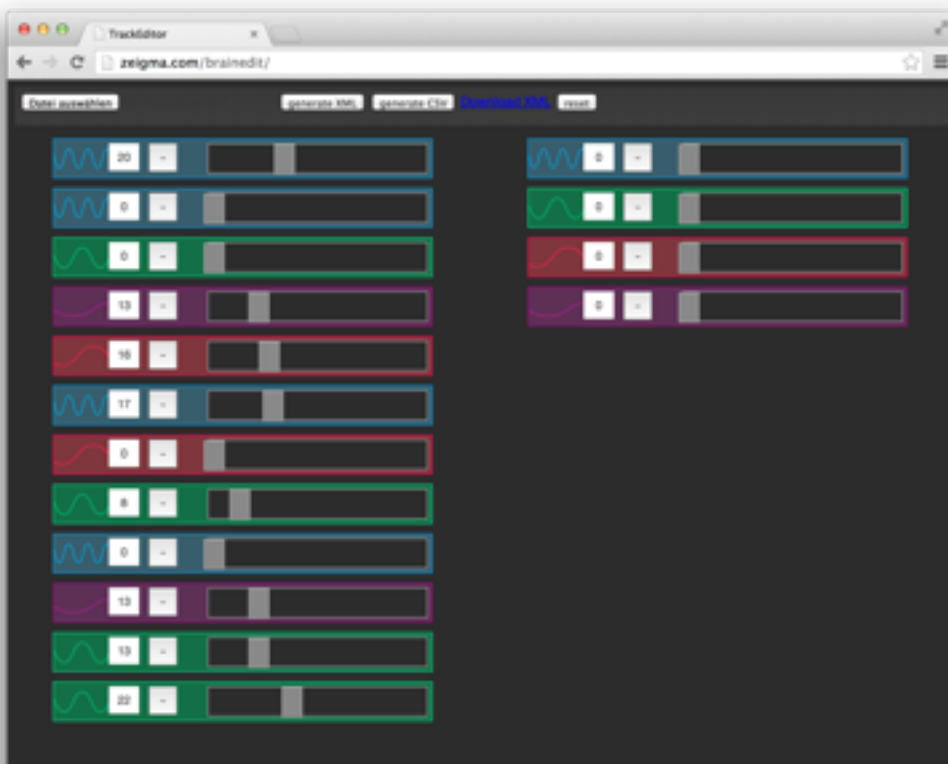 TrackEditor
zeigma.com/brainedit/
Datei auswählen generate XML generate CSV Download XML reset
20 - 0 -
0 - 0 -
0 - 0 -
13 - 0 -
16 -
17 -
0 -
8 -
0 -
13 -
13 -
22 -